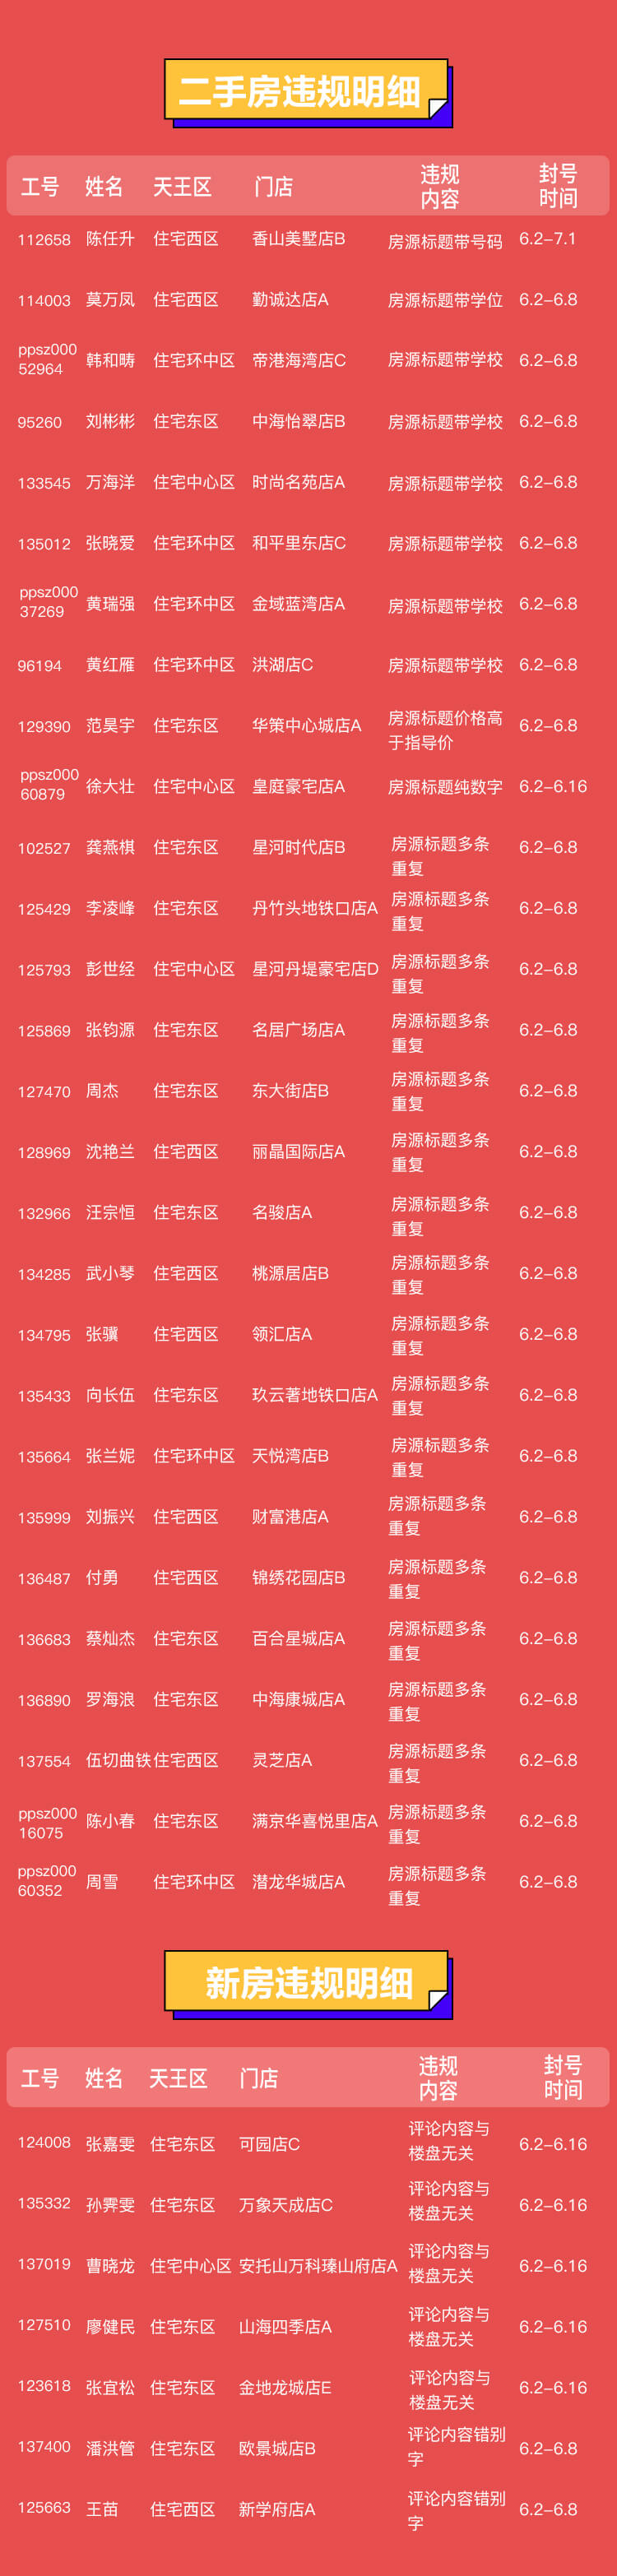 二手房违规明细
工号 姓名 天王区 门店 违规内容 封号时间
112658 陈任升 住宅西区 香山美墅店B 房源标题带号码 6.2-7.1
114003 莫万凤 住宅西区 勤诚达店A 房源标题带学位 6.2-6.8
ppsz00052964 韩和畴 住宅环中区 帝港海湾店C 房源标题带学校 6.2-6.8
95260 刘彬彬 住宅东区 中海怡翠店B 房源标题带学校 6.2-6.8
133545 万海洋 住宅中心区 时尚名苑店A 房源标题带学校 6.2-6.8
135012 张晓爱 住宅环中区 和平里东店C 房源标题带学校 6.2-6.8
ppsz00037269 黄瑞强 住宅环中区 金域蓝湾店A 房源标题带学校 6.2-6.8
96194 黄红雁 住宅环中区 洪湖店C 房源标题带学校 6.2-6.8
129390 范昊宇 住宅东区 华策中心城店A 房源标题价格高于指导价 6.2-6.8
ppsz00060879 徐大壮 住宅中心区 皇庭豪宅店A 房源标题纯数字 6.2-6.16
102527 龚燕棋 住宅东区 星河时代店B 房源标题多条重复 6.2-6.8
125429 李凌峰 住宅东区 丹竹头地铁口店A 房源标题多条重复 6.2-6.8
125793 彭世经 住宅中心区 星河丹堤豪宅店D 房源标题多条重复 6.2-6.8
125869 张钧源 住宅东区 名居广场店A 房源标题多条重复 6.2-6.8
127470 周杰 住宅东区 东大街店B 房源标题多条重复 6.2-6.8
128969 沈艳兰 住宅西区 丽晶国际店A 房源标题多条重复 6.2-6.8
132966 汪宗恒 住宅东区 名骏店A 房源标题多条重复 6.2-6.8
134285 武小琴 住宅西区 桃源居店B 房源标题多条重复 6.2-6.8
134795 张骥 住宅西区 领汇店A 房源标题多条重复 6.2-6.8
135433 向长伍 住宅东区 玖云著地铁口店A 房源标题多条重复 6.2-6.8
135664 张兰妮 住宅环中区 天悦湾店B 房源标题多条重复 6.2-6.8
135999 刘振兴 住宅西区 财富港店A 房源标题多条重复 6.2-6.8
136487 付勇 住宅西区 锦绣花园店B 房源标题多条重复 6.2-6.8
136683 蔡灿杰 住宅东区 百合星城店A 房源标题多条重复 6.2-6.8
136890 罗海浪 住宅东区 中海康城店A 房源标题多条重复 6.2-6.8
137554 伍切曲铁 住宅西区 灵芝店A 房源标题多条重复 6.2-6.8
ppsz00016075 陈小春 住宅东区 满京华喜悦里店A 房源标题多条重复 6.2-6.8
ppsz00060352 周雪 住宅环中区 潜龙华城店A 房源标题多条重复 6.2-6.8
新房违规明细
工号 姓名 天王区 门店 违规内容 封号时间
124008 张嘉雯 住宅东区 可园店C 评论内容与楼盘无关 6.2-6.16
135332 孙霁雯 住宅东区 万象天成店C 评论内容与楼盘无关 6.2-6.16
137019 曹晓龙 住宅中心区 安托山万科瑧山府店A 评论内容与楼盘无关 6.2-6.16
127510 廖健民 住宅东区 山海四季店A 评论内容与楼盘无关 6.2-6.16
123618 张宜松 住宅东区 金地龙城店E 评论内容与楼盘无关 6.2-6.16
137400 潘洪管 住宅东区 欧景城店B 评论内容错别字 6.2-6.8
125663 王苗 住宅西区 新学府店A 评论内容错别字 6.2-6.8